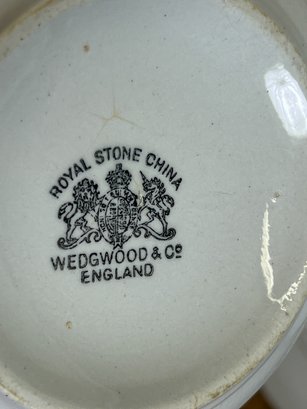 ROYAL STONE CHINA
WEDGWOOD & Co
ENGLAND